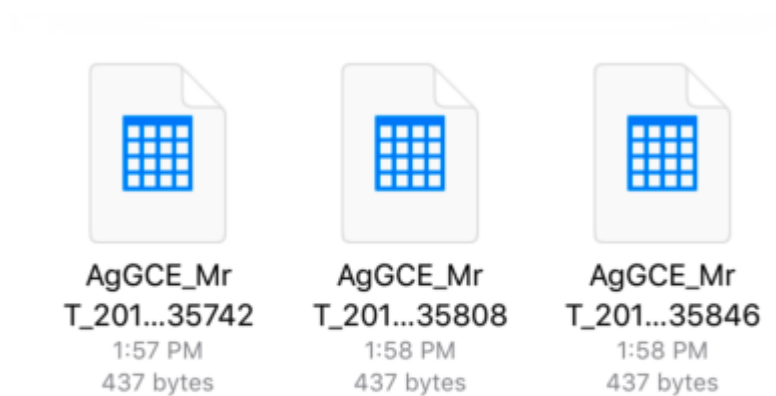 AgGCE_Mr
T_201...35742
1:57 PM
437 bytes
AgGCE_Mr
T_201...35808
1:58 PM
437 bytes
AgGCE_Mr
T_201...35846
1:58 PM
437 bytes